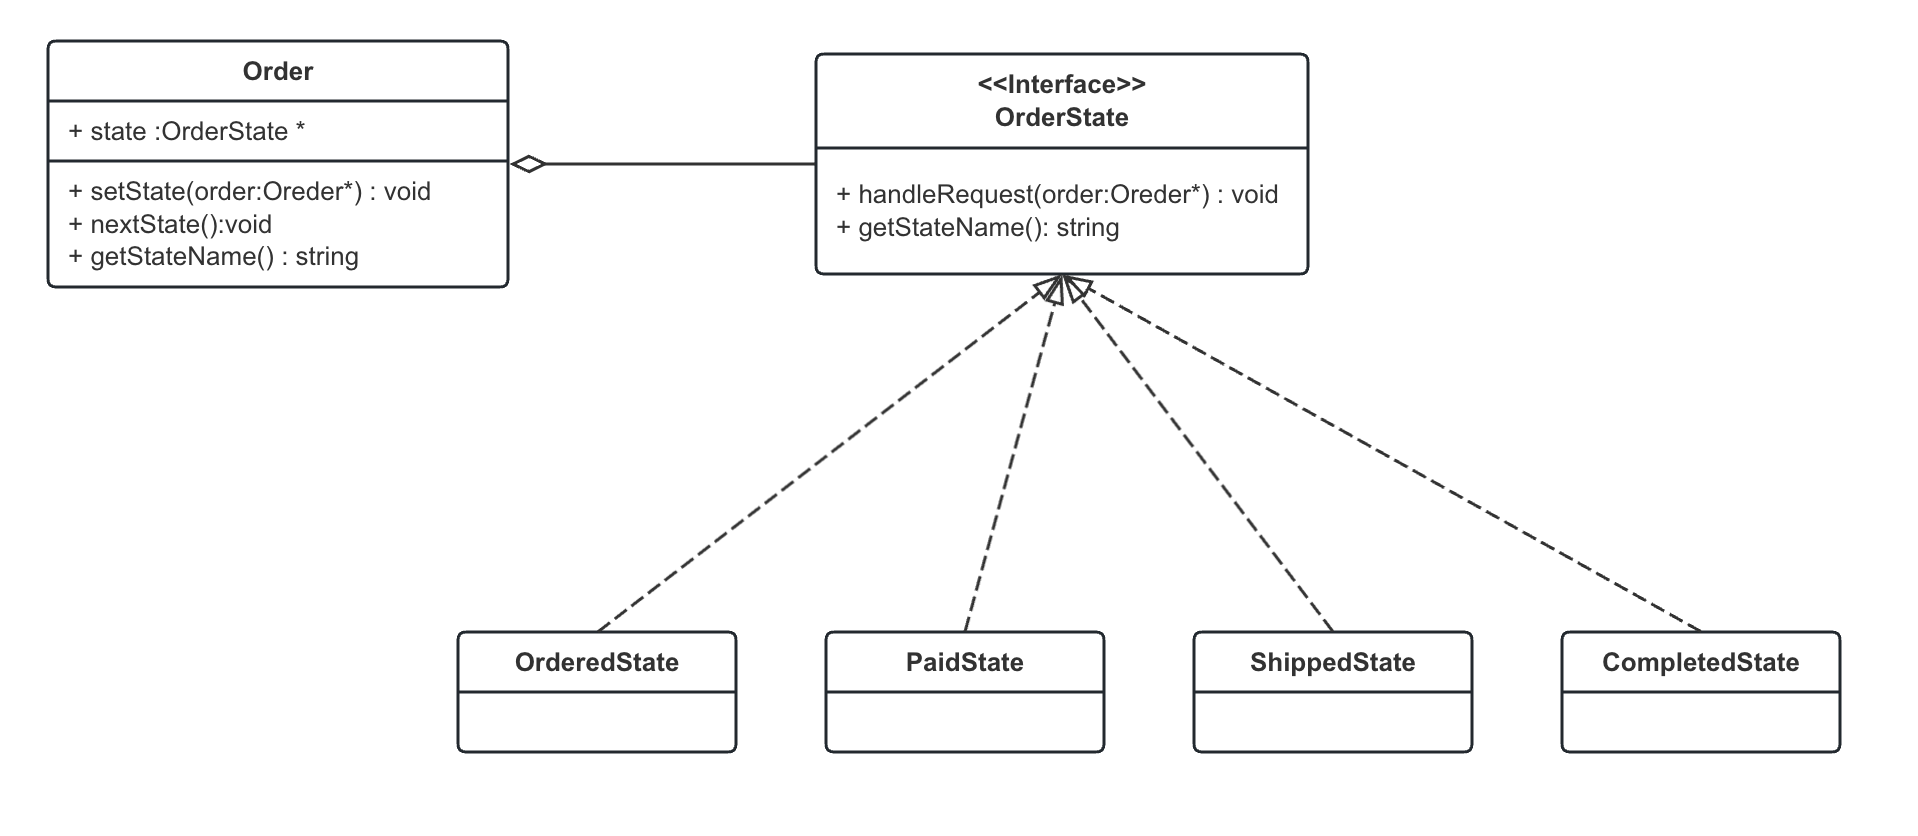 Order
+ state :OrderState *
+ setState(order:Oreder*) : void
+ nextState():void
+ getStateName() : string
<<Interface>>
OrderState
+ handleRequest(order:Oreder*) : void
+ getStateName(): string
OrderedState
PaidState
ShippedState
CompletedState